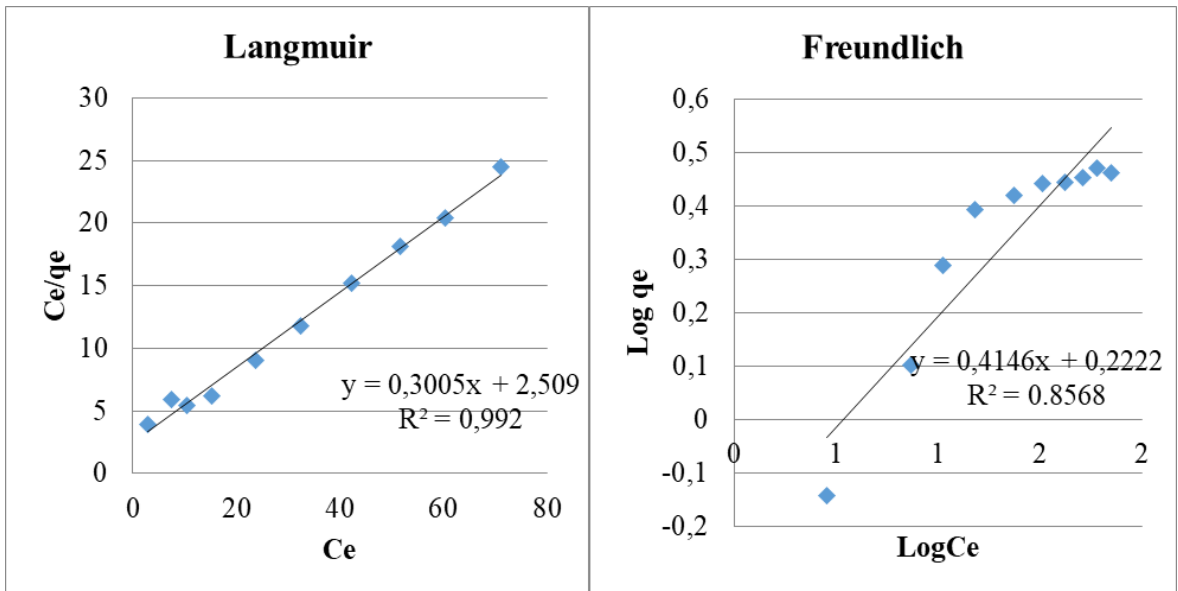 Langmuir
30
25
20
15
10
5
0
Ce/qe
0 20 40 60 80
Ce
y = 0,3005x + 2,509
R² = 0,992
Freundlich
0,6
0,5
0,4
0,3
0,2
0,1
0
-0,1
-0,2
Log qe
0 1 1 2 2
LogCe
y = 0,4146x + 0,2222
R² = 0.8568